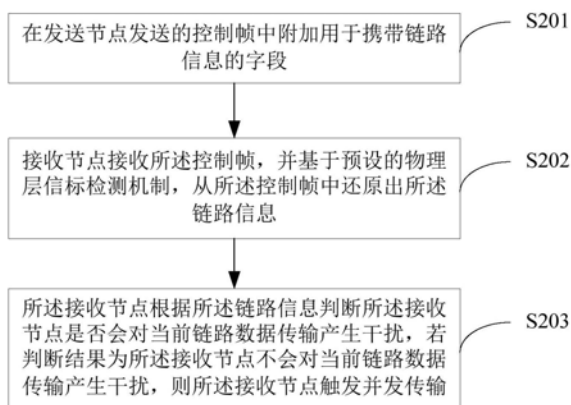 在发送节点发送的控制帧中附加用于携带链路
信息的字段
S201
接收节点接收所述控制帧，并基于预设的物理
层信标检测机制，从所述控制帧中还原出所述
链路信息
S202
所述接收节点根据所述链路信息判断所述接收
节点是否会对当前链路数据传输产生干扰，若
判断结果为所述接收节点不会对当前链路数据
传输产生干扰，则所述接收节点触发并发传输
S203